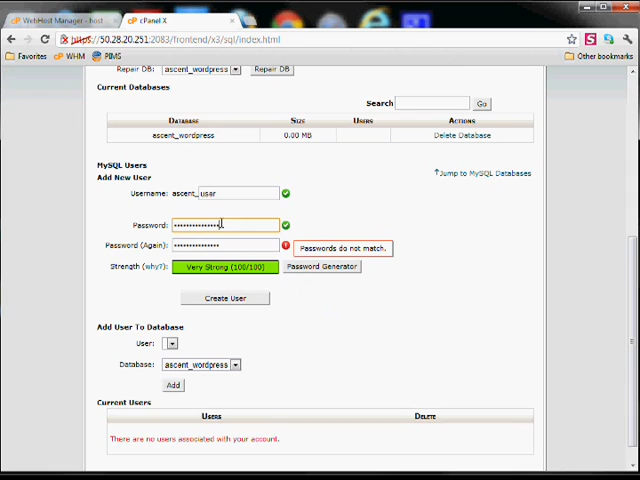 WebHost Manager - host
cPanel X
https://50.28.20.251:2083/frontend/x3/sql/index.html
Favorites WHM PIMS Other bookmarks
Repair DB: ascent_wordpress Repair DB
Current Databases
Search Go
Database Size Users Actions
ascent_wordpress 0.00 MB Delete Database
MySQL Users
Jump to MySQL Databases
Add New User
Username: ascent_ user
Password: ••••••••••••••••
Password (Again): •••••••••••••••
Passwords do not match.
Strength (why?): Very Strong (100/100) Password Generator
Create User
Add User To Database
User:
Database: ascent_wordpress
Add
Current Users
Users Delete
There are no users associated with your account.